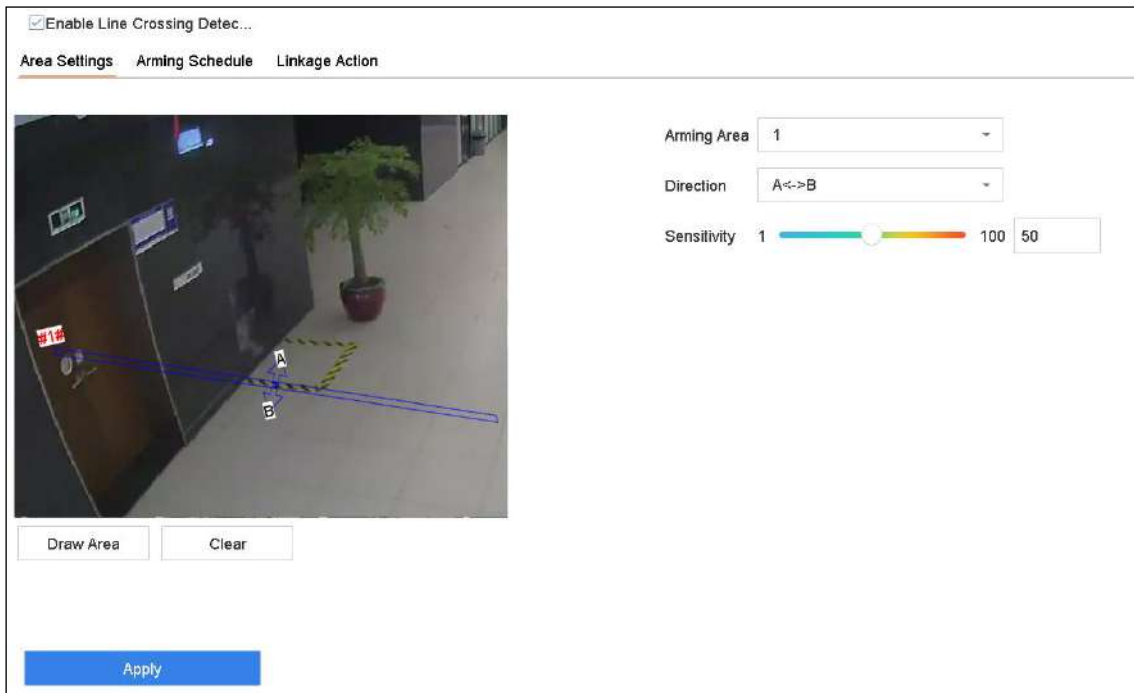 Enable Line Crossing Detec...
Area Settings Arming Schedule Linkage Action
Arming Area 1
Direction A<->B
Sensitivity 1 100 50
#1#
A
B
Draw Area Clear
Apply